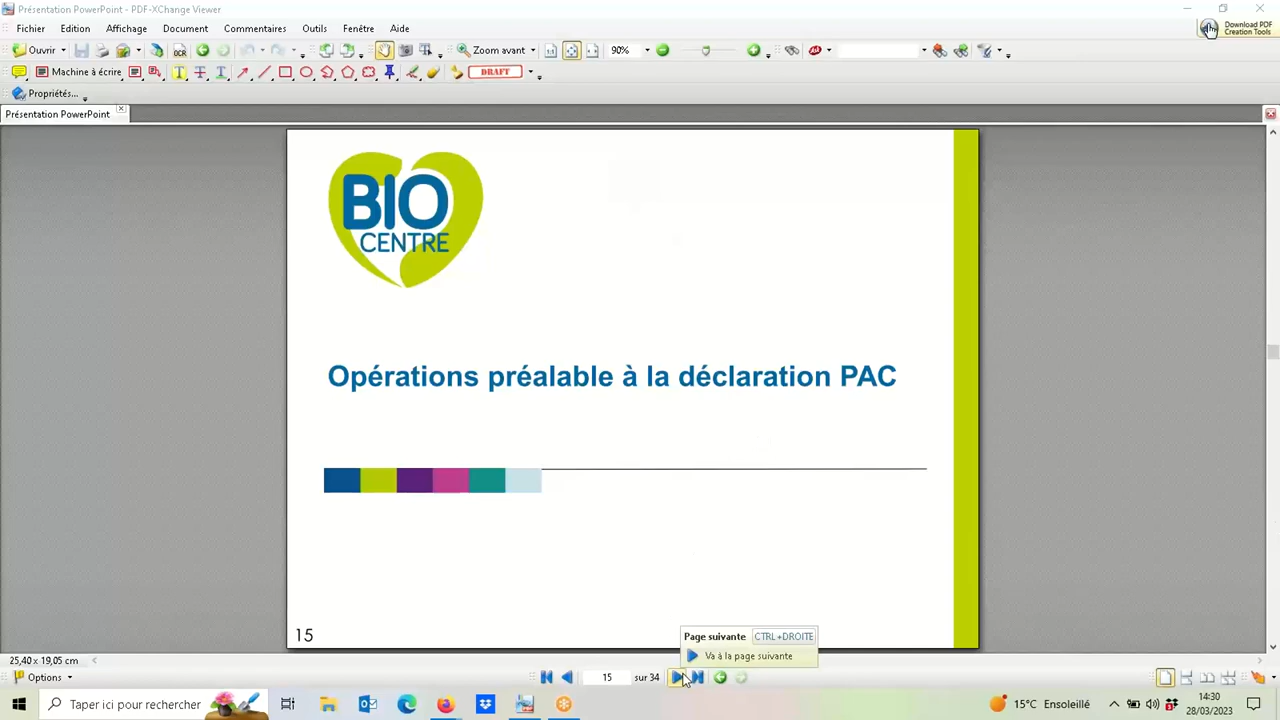 Présentation PowerPoint - PDF-XChange Viewer
Fichier Edition Affichage Document Commentaires Outils Fenêtre Aide
Download PDF
Creation Tools
Ouvrir OCR Zoom avant 90%
Machine à écrire DRAFT
Propriétés...
Présentation PowerPoint
BIO
CENTRE
Opérations préalable à la déclaration PAC
15
Page suivante CTRL+DROITE
Va à la page suivante
25,40 x 19,05 cm
Options 15 sur 34
Taper ici pour rechercher 15°C Ensoleillé 14:30
28/03/2023